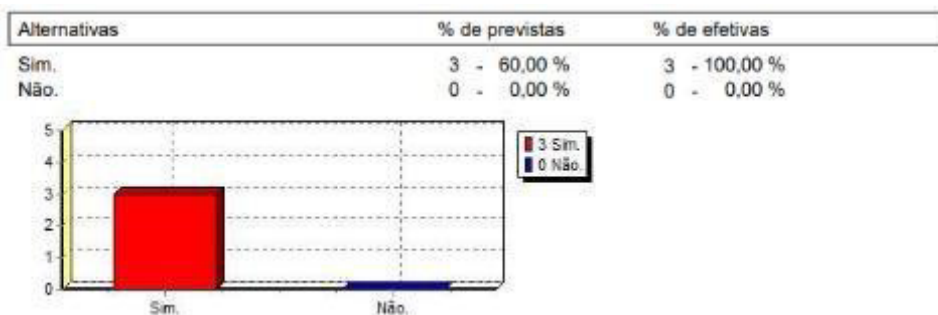 Alternativas % de previstas % de efetivas
Sim. 3 - 60,00 % 3 - 100,00 %
Não. 0 - 0,00 % 0 - 0,00 %
5
4
3
2
1
0
Sim. Não.
3 Sim.
0 Não.